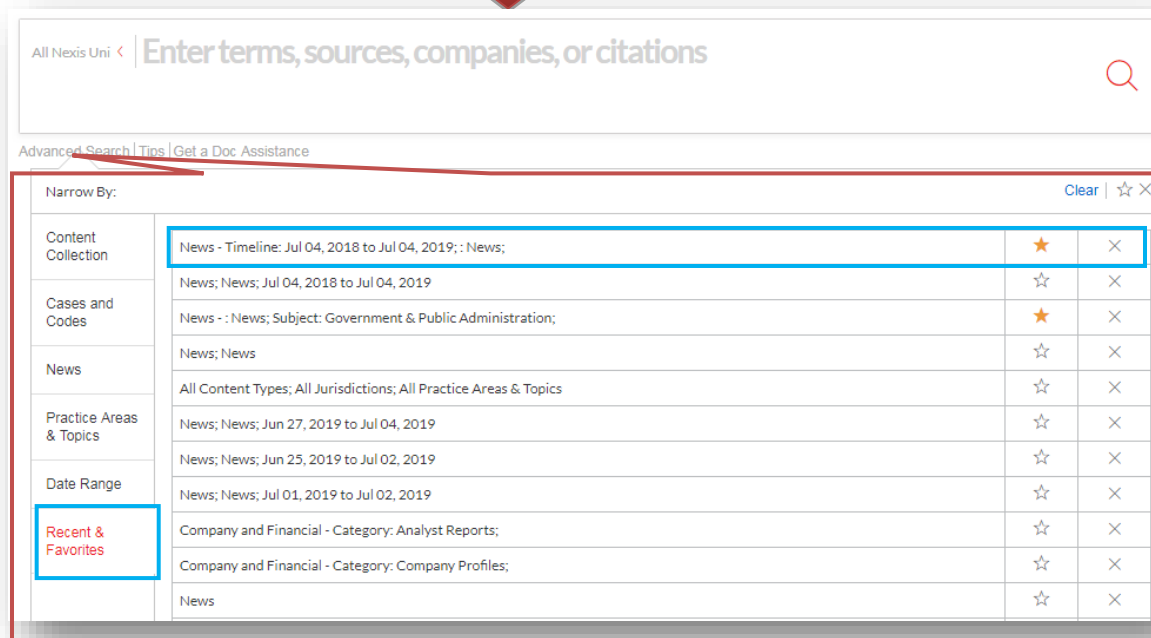 All Nexis Uni
Enter terms, sources, companies, or citations
Advanced Search | Tips | Get a Doc Assistance
Narrow By:
Clear
Content
Collection
Cases and
Codes
News
Practice Areas
& Topics
Date Range
Recent &
Favorites
News - Timeline: Jul 04, 2018 to Jul 04, 2019; : News;
News; News; Jul 04, 2018 to Jul 04, 2019
News - : News; Subject: Government & Public Administration;
News; News
All Content Types; All Jurisdictions; All Practice Areas & Topics
News; News; Jun 27, 2019 to Jul 04, 2019
News; News; Jun 25, 2019 to Jul 02, 2019
News; News; Jul 01, 2019 to Jul 02, 2019
Company and Financial - Category: Analyst Reports;
Company and Financial - Category: Company Profiles;
News